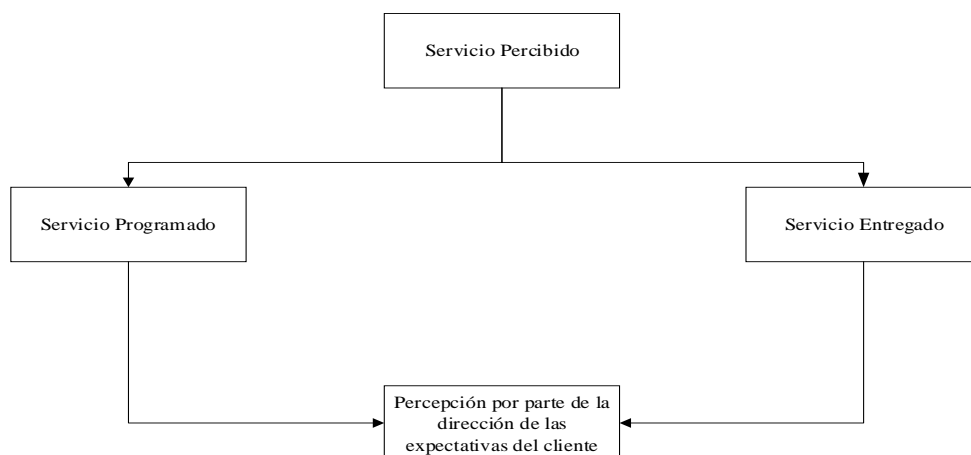 Servicio Percibido
Servicio Programado
Servicio Entregado
Percepción por parte de la
dirección de las
expectativas del cliente